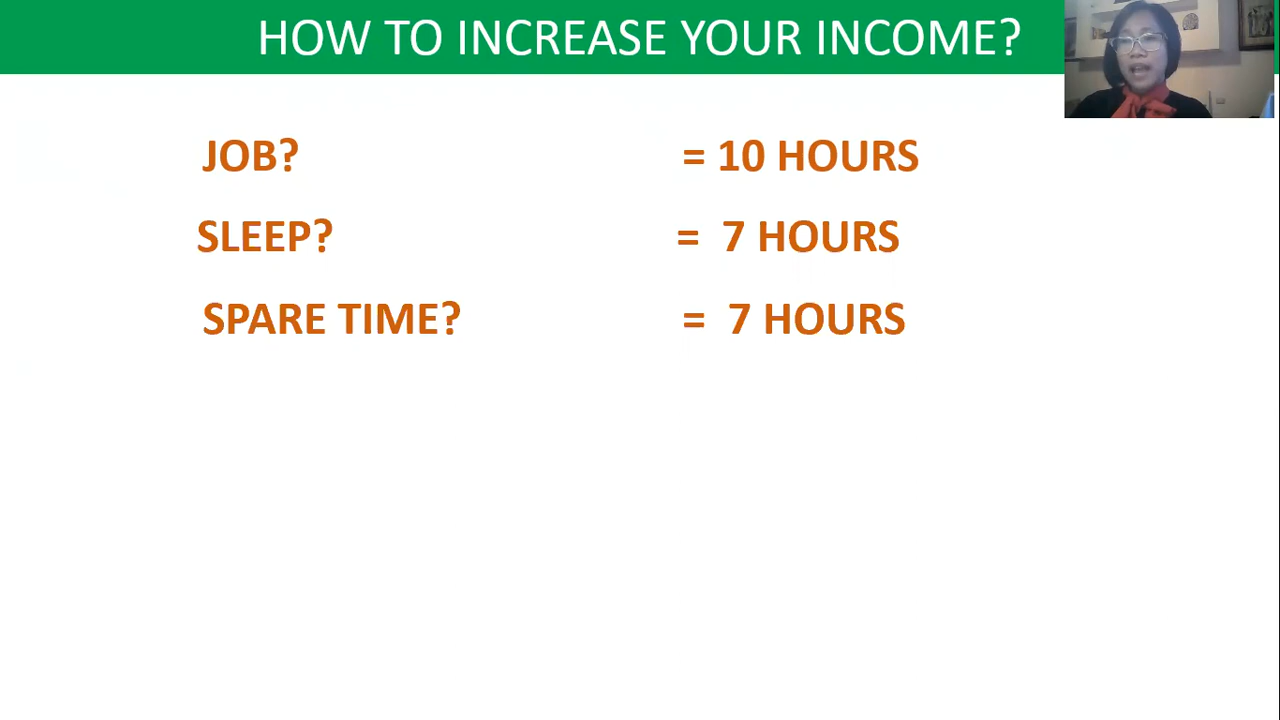 HOW TO INCREASE YOUR INCOME?
JOB? = 10 HOURS
SLEEP? = 7 HOURS
SPARE TIME? = 7 HOURS